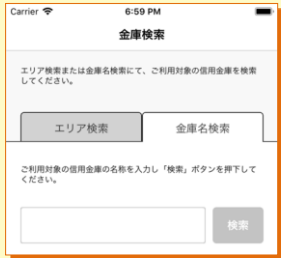 Carrier 6:59 PM
金庫検索
エリア検索または金庫名検索にて、ご利用対象の信用金庫を検索
してください。
エリア検索 金庫名検索
ご利用対象の信用金庫の名称を入力し「検索」ボタンを押下して
ください。
検索